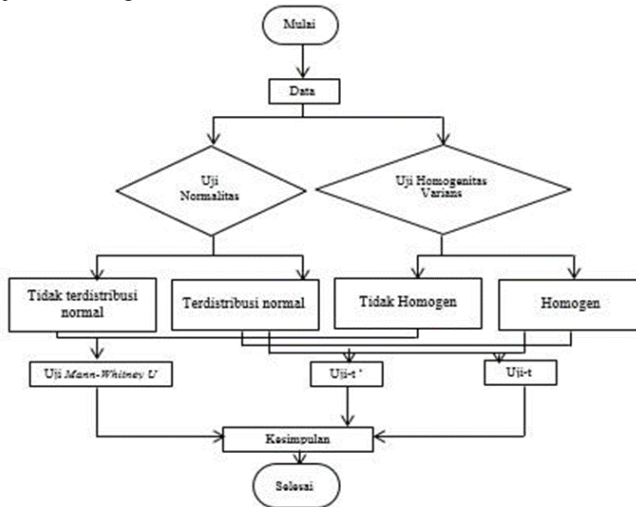 Mulai
Data
Uji
Normalitas
Uji Homogenitas
Varians
Tidak terdistribusi
normal
Terdistribusi normal
Tidak Homogen
Homogen
Uji Mann-Whitney U
Uji-t '
Uji-t
Kesimpulan
Selesai